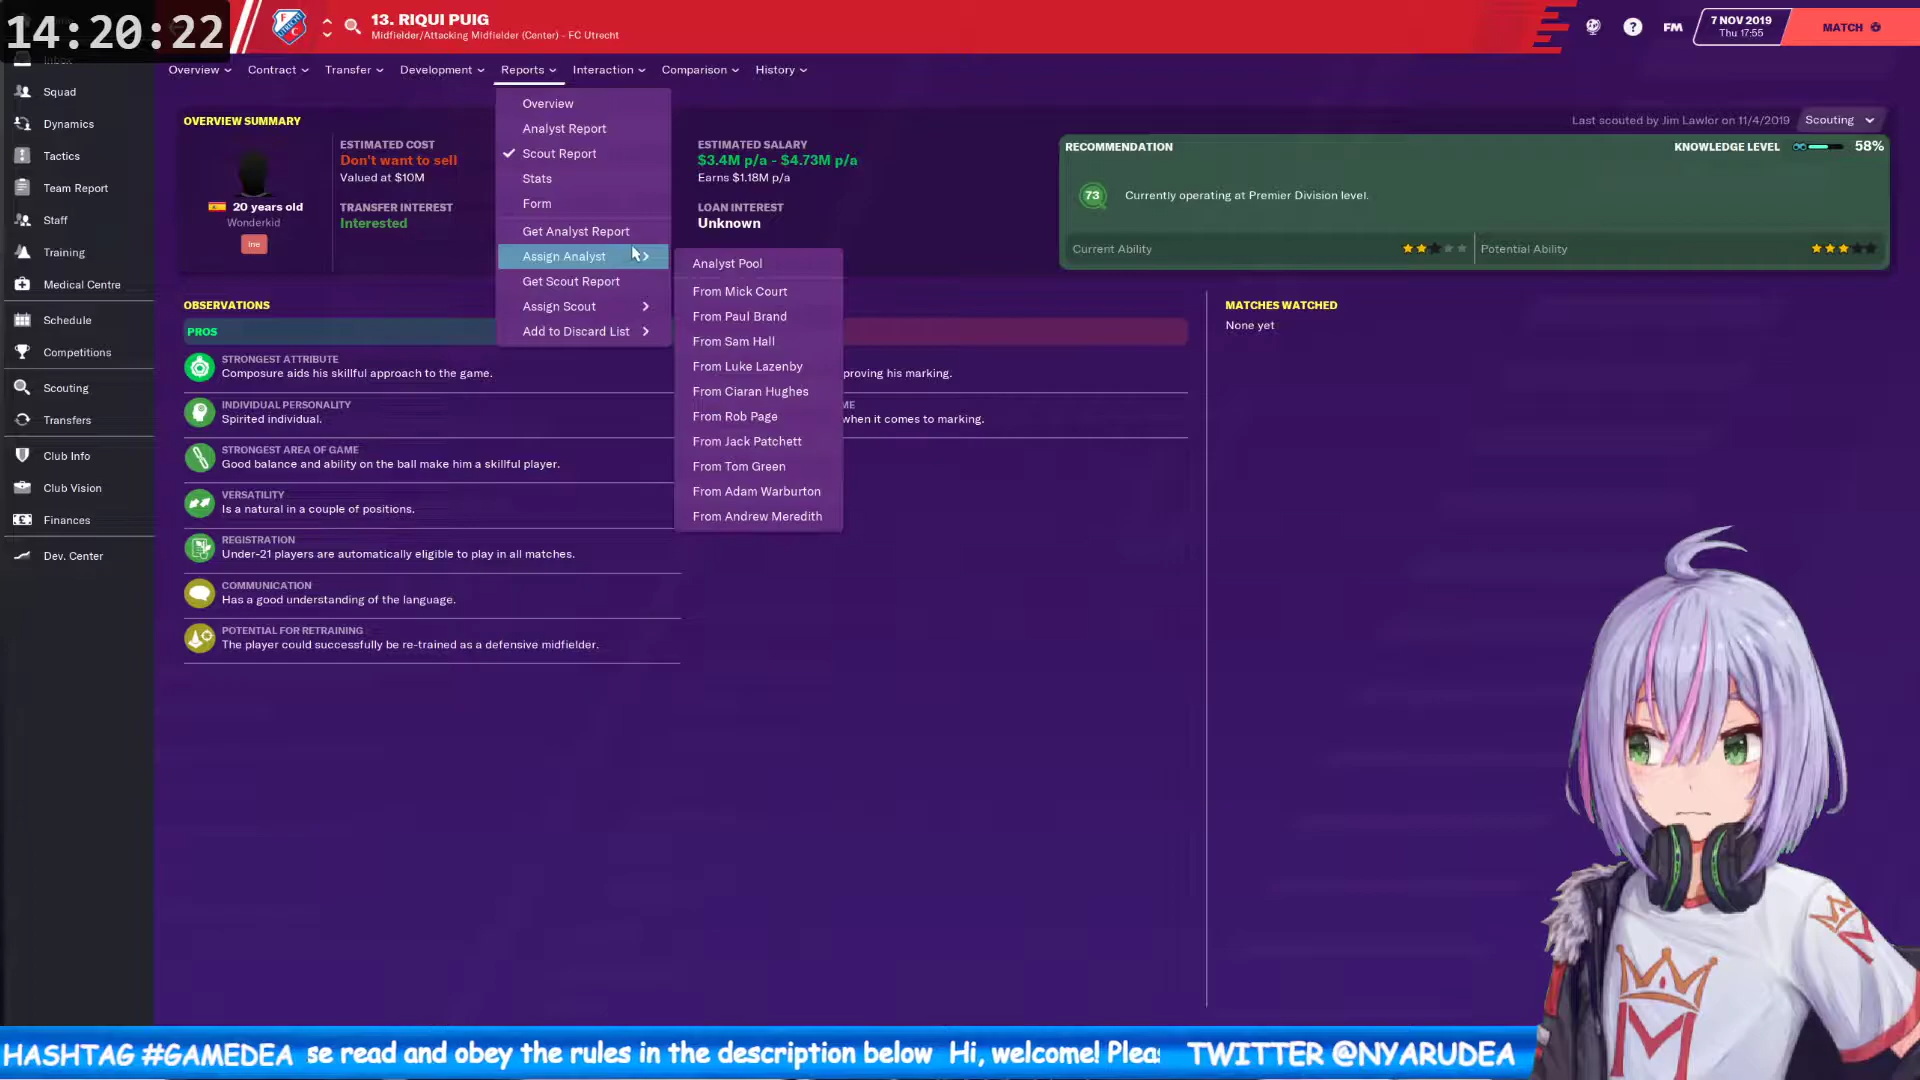 14:20:22
13. RIQUI PUIG
Midfielder/Attacking Midfielder (Center) - FC Utrecht
FM
7 NOV 2019
Thu 17:55
MATCH
Overview
Contract
Transfer
Development
Reports
Interaction
Comparison
History
Inbox
Squad
Dynamics
Tactics
Team Report
Staff
Training
Medical Centre
Schedule
Competitions
Scouting
Transfers
Club Info
Club Vision
Finances
Dev. Center
OVERVIEW SUMMARY
20 years old
Wonderkid
Ine
ESTIMATED COST
Don't want to sell
Valued at $10M
TRANSFER INTEREST
Interested
Overview
Analyst Report
Scout Report
Stats
Form
Get Analyst Report
Assign Analyst
Get Scout Report
Assign Scout
Add to Discard List
Analyst Pool
From Mick Court
From Paul Brand
From Sam Hall
From Luke Lazenby
From Ciaran Hughes
From Rob Page
From Jack Patchett
From Tom Green
From Adam Warburton
From Andrew Meredith
ESTIMATED SALARY
$3.4M p/a - $4.73M p/a
Earns $1.18M p/a
LOAN INTEREST
Unknown
Last scouted by Jim Lawlor on 11/4/2019
Scouting
RECOMMENDATION
KNOWLEDGE LEVEL
58%
73
Currently operating at Premier Division level.
Current Ability
Potential Ability
OBSERVATIONS
PROS
STRONGEST ATTRIBUTE
Composure aids his skillful approach to the game.
INDIVIDUAL PERSONALITY
Spirited individual.
STRONGEST AREA OF GAME
Good balance and ability on the ball make him a skillful player.
VERSATILITY
Is a natural in a couple of positions.
REGISTRATION
Under-21 players are automatically eligible to play in all matches.
COMMUNICATION
Has a good understanding of the language.
POTENTIAL FOR RETRAINING
The player could successfully be re-trained as a defensive midfielder.
proving his marking.
ME
when it comes to marking.
MATCHES WATCHED
None yet
HASHTAG #GAMEDEA
se read and obey the rules in the description below Hi, welcome! Pleas
TWITTER @NYARUDEA